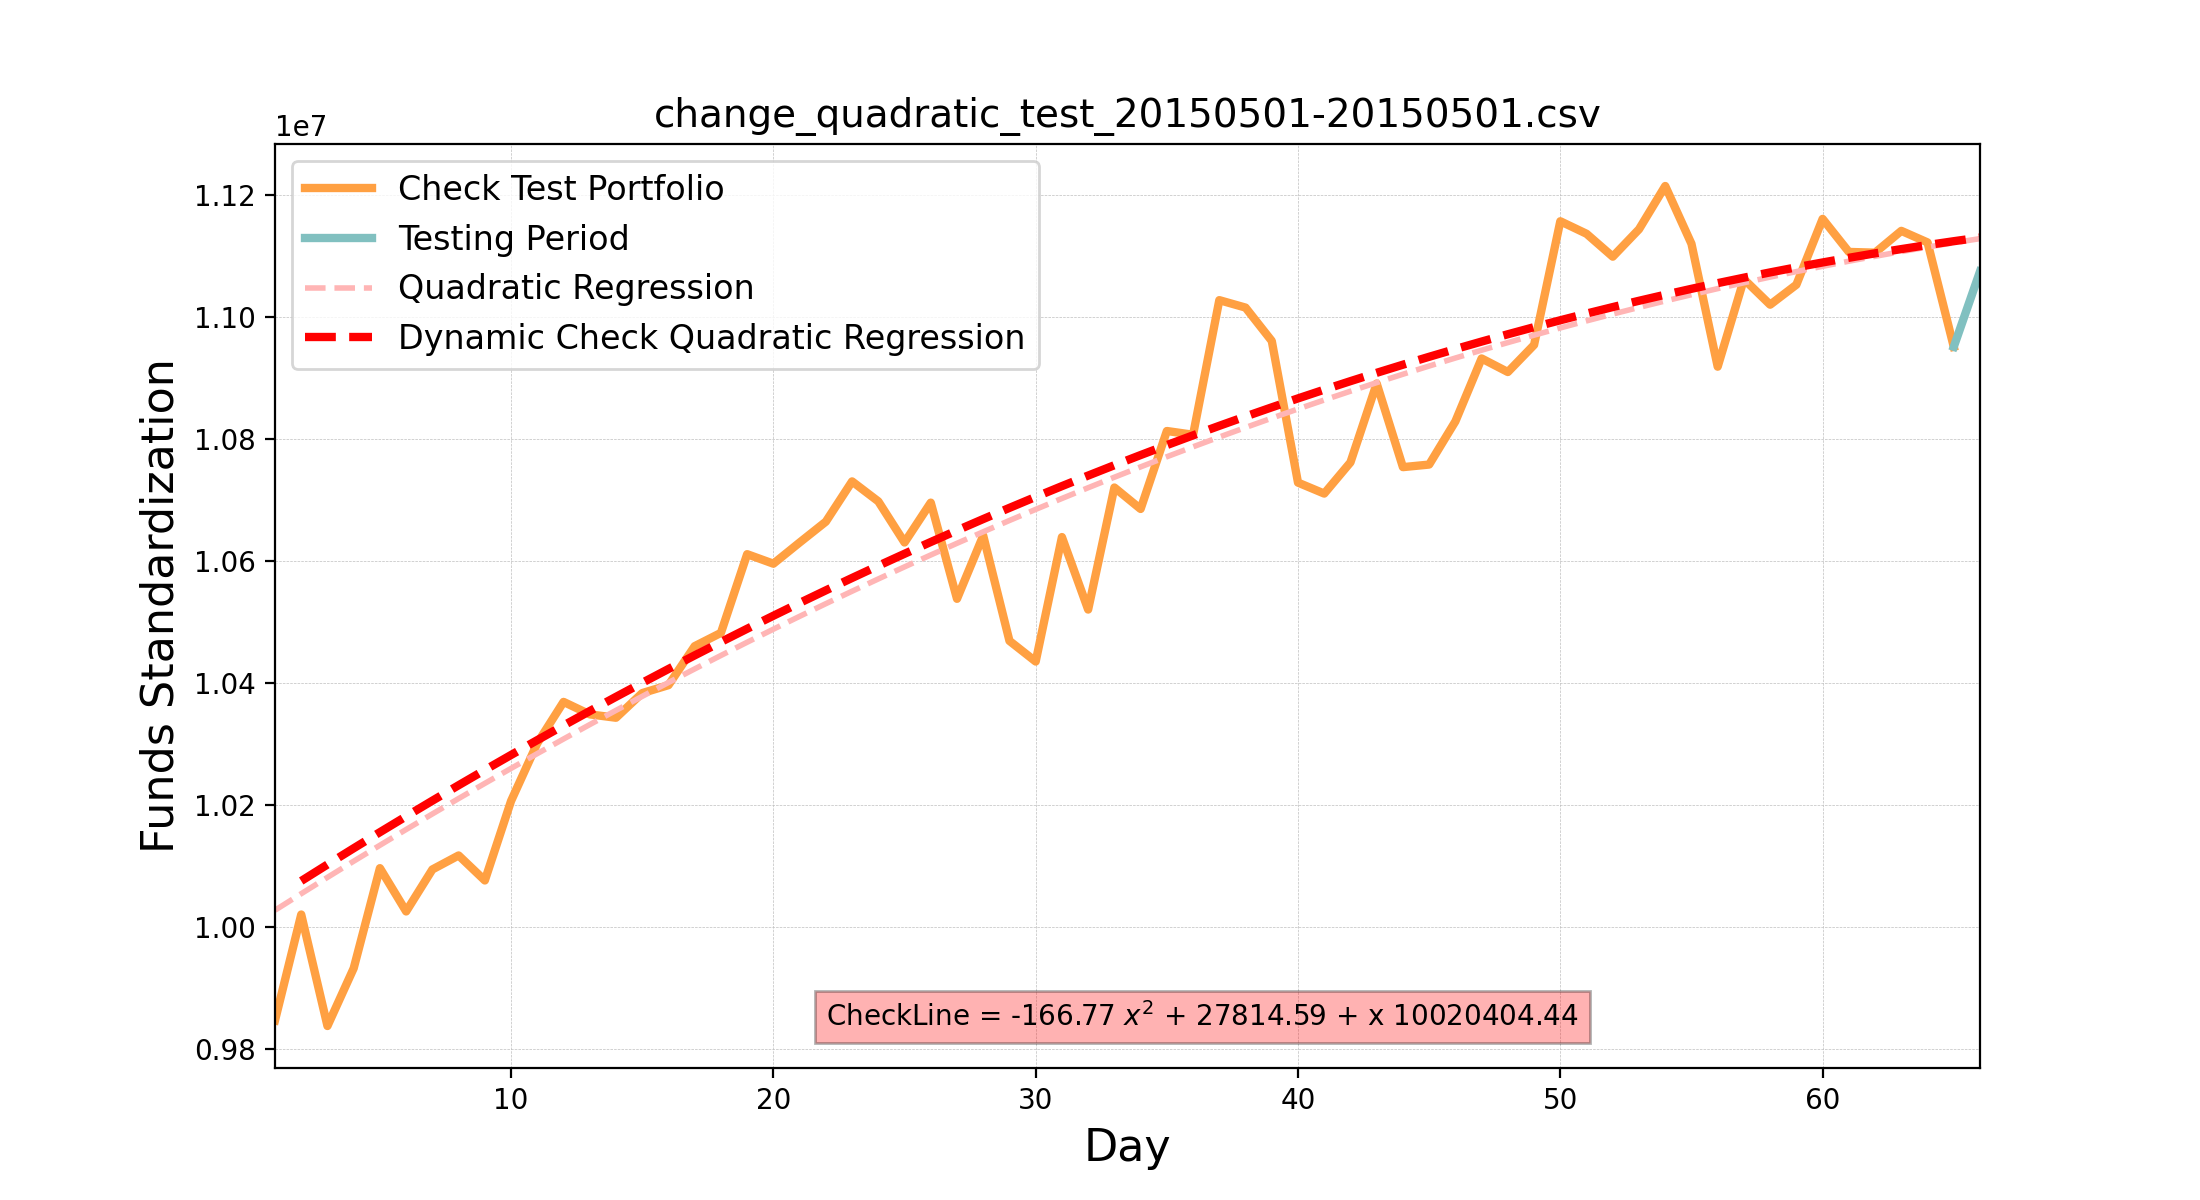 change_quadratic_test_20150501-20150501.csv
1e7
Check Test Portfolio
Testing Period
Quadratic Regression
Dynamic Check Quadratic Regression
1.12
1.10
1.08
1.06
1.04
1.02
1.00
0.98
Funds Standardization
CheckLine = -166.77 x² + 27814.59 + x 10020404.44
10 20 30 40 50 60
Day